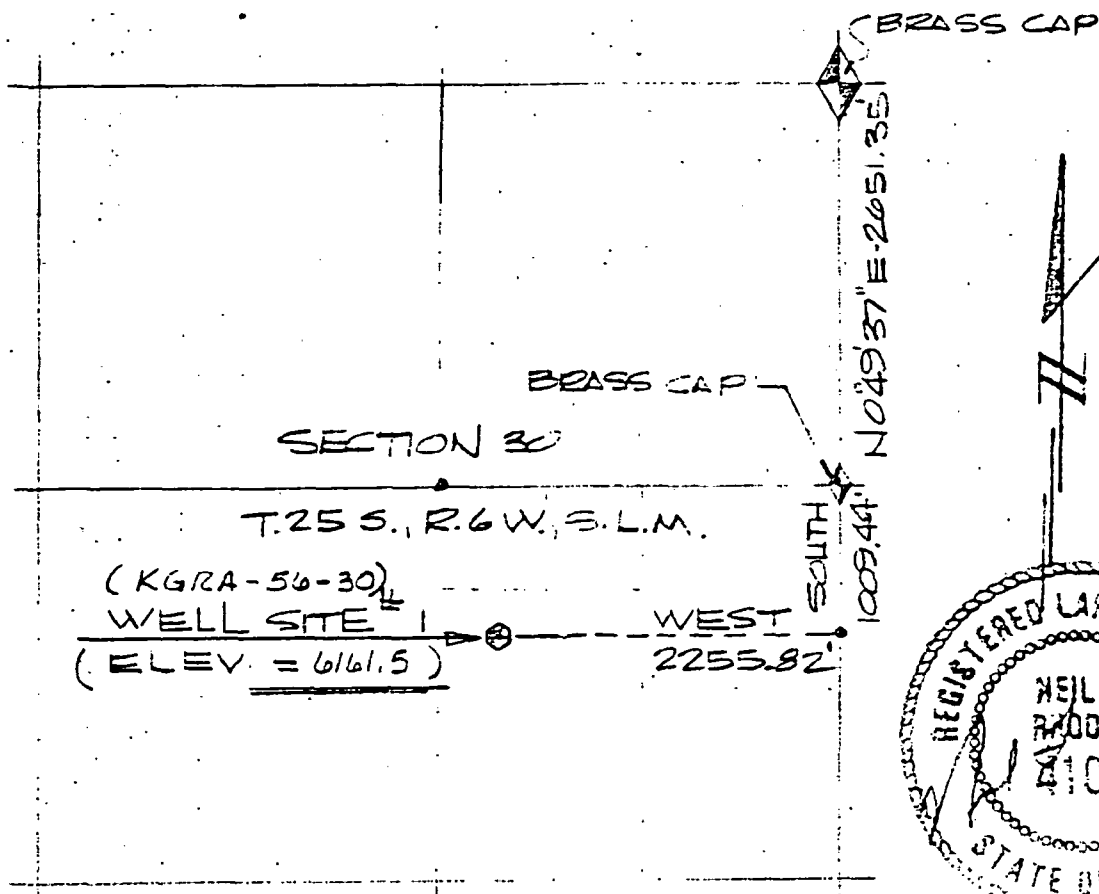 BRASS CAP
N0°49'37"E-2651.35'
BRASS CAP
SECTION 30
T.25 S., R.6 W., S.L.M.
SOUTH
1009.44'
(KGRA-56-30)
WELL SITE #1
(ELEV. = 6161.5)
WEST
2255.82'
REGISTERED
NEIL
STATE